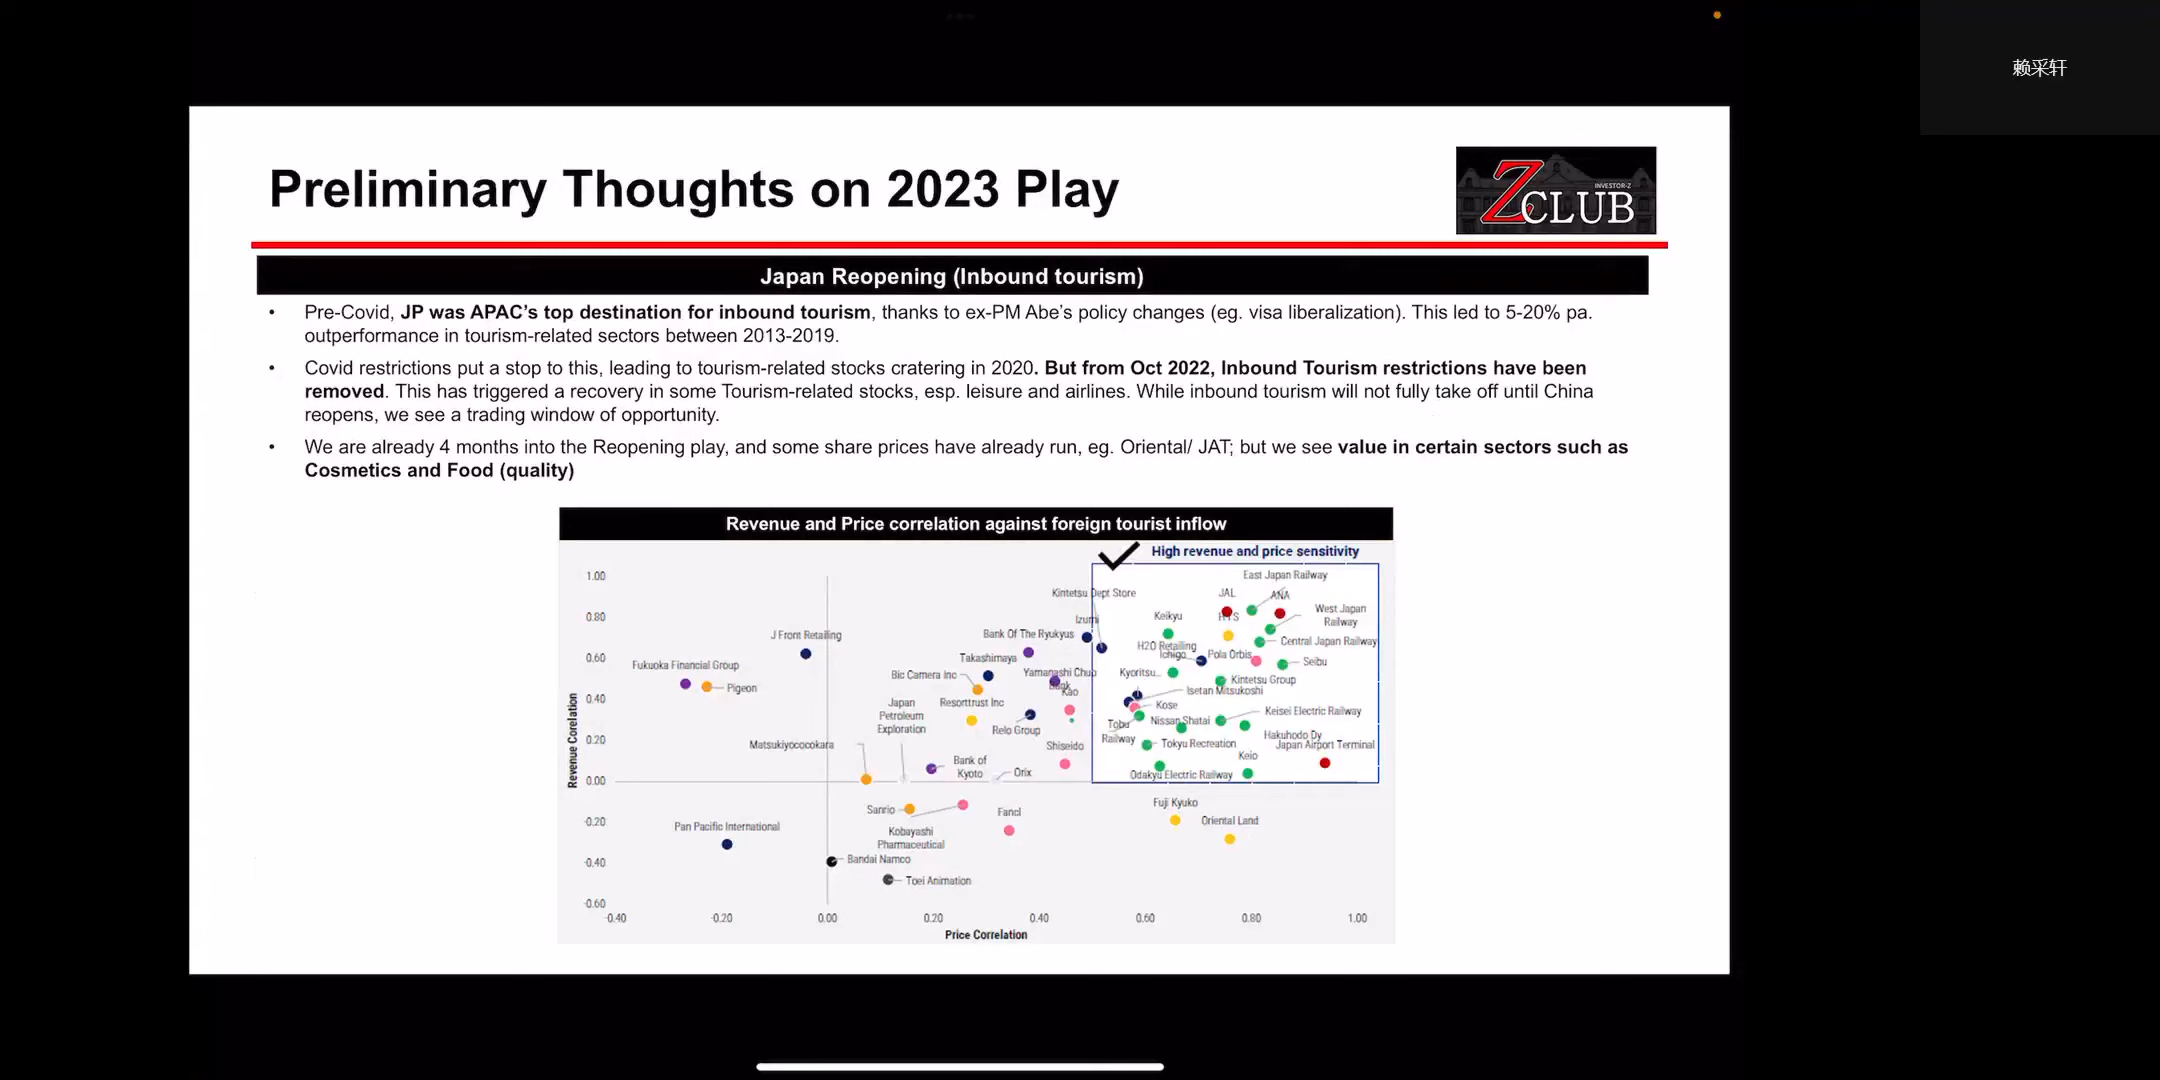 赖采轩
Preliminary Thoughts on 2023 Play
INVESTOR-Z
Z CLUB
Japan Reopening (Inbound tourism)
• Pre-Covid, JP was APAC's top destination for inbound tourism, thanks to ex-PM Abe's policy changes (eg. visa liberalization). This led to 5-20% pa.
outperformance in tourism-related sectors between 2013-2019.
• Covid restrictions put a stop to this, leading to tourism-related stocks cratering in 2020. But from Oct 2022, Inbound Tourism restrictions have been
removed. This has triggered a recovery in some Tourism-related stocks, esp. leisure and airlines. While inbound tourism will not fully take off until China
reopens, we see a trading window of opportunity.
• We are already 4 months into the Reopening play, and some share prices have already run, eg. Oriental/ JAT; but we see value in certain sectors such as
Cosmetics and Food (quality)
Revenue and Price correlation against foreign tourist inflow
High revenue and price sensitivity
Revenue Corelation
1.00
0.80
0.60
0.40
0.20
0.00
-0.20
-0.40
-0.60
East Japan Railway
Kintetsu Dept Store
JAL
ANA
West Japan
Railway
Izumi
Keikyu
HIS
J Front Retailing
Bank Of The Ryukyus
Central Japan Railway
H2O Retailing
Ichigo
Pola Orbis
Seibu
Fukuoka Financial Group
Takashimaya
Bic Camera Inc
Yamanashi Chuo
Bank
Kyoritsu...
Kintetsu Group
Pigeon
Kao
Isetan Mitsukoshi
Japan
Petroleum
Exploration
Resorttrust Inc
Kose
Keisei Electric Railway
Relo Group
Tobu
Railway
Nissan Shatai
Hakuhodo Dy
Matsukiyococokara
Shiseido
Tokyu Recreation
Japan Airport Terminal
Keio
Bank of
Kyoto
Orix
Odakyu Electric Railway
Sanrio
Fancl
Fuji Kyuko
Pan Pacific International
Kobayashi
Pharmaceutical
Oriental Land
Bandai Namco
Toei Animation
-0.40 -0.20 0.00 0.20 0.40 0.60 0.80 1.00
Price Correlation